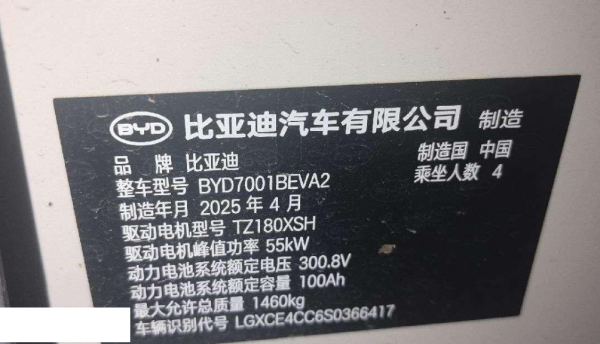 BYD 比亚迪汽车有限公司 制造
品 牌 比亚迪 制造国 中国
整车型号 BYD7001BEVA2 乘坐人数 4
制造年月 2025 年 4 月
驱动电机型号 TZ180XSH
驱动电机峰值功率 55kW
动力电池系统额定电压 300.8V
动力电池系统额定容量 100Ah
最大允许总质量 1460kg
车辆识别代号 LGXCE4CC6S0366417